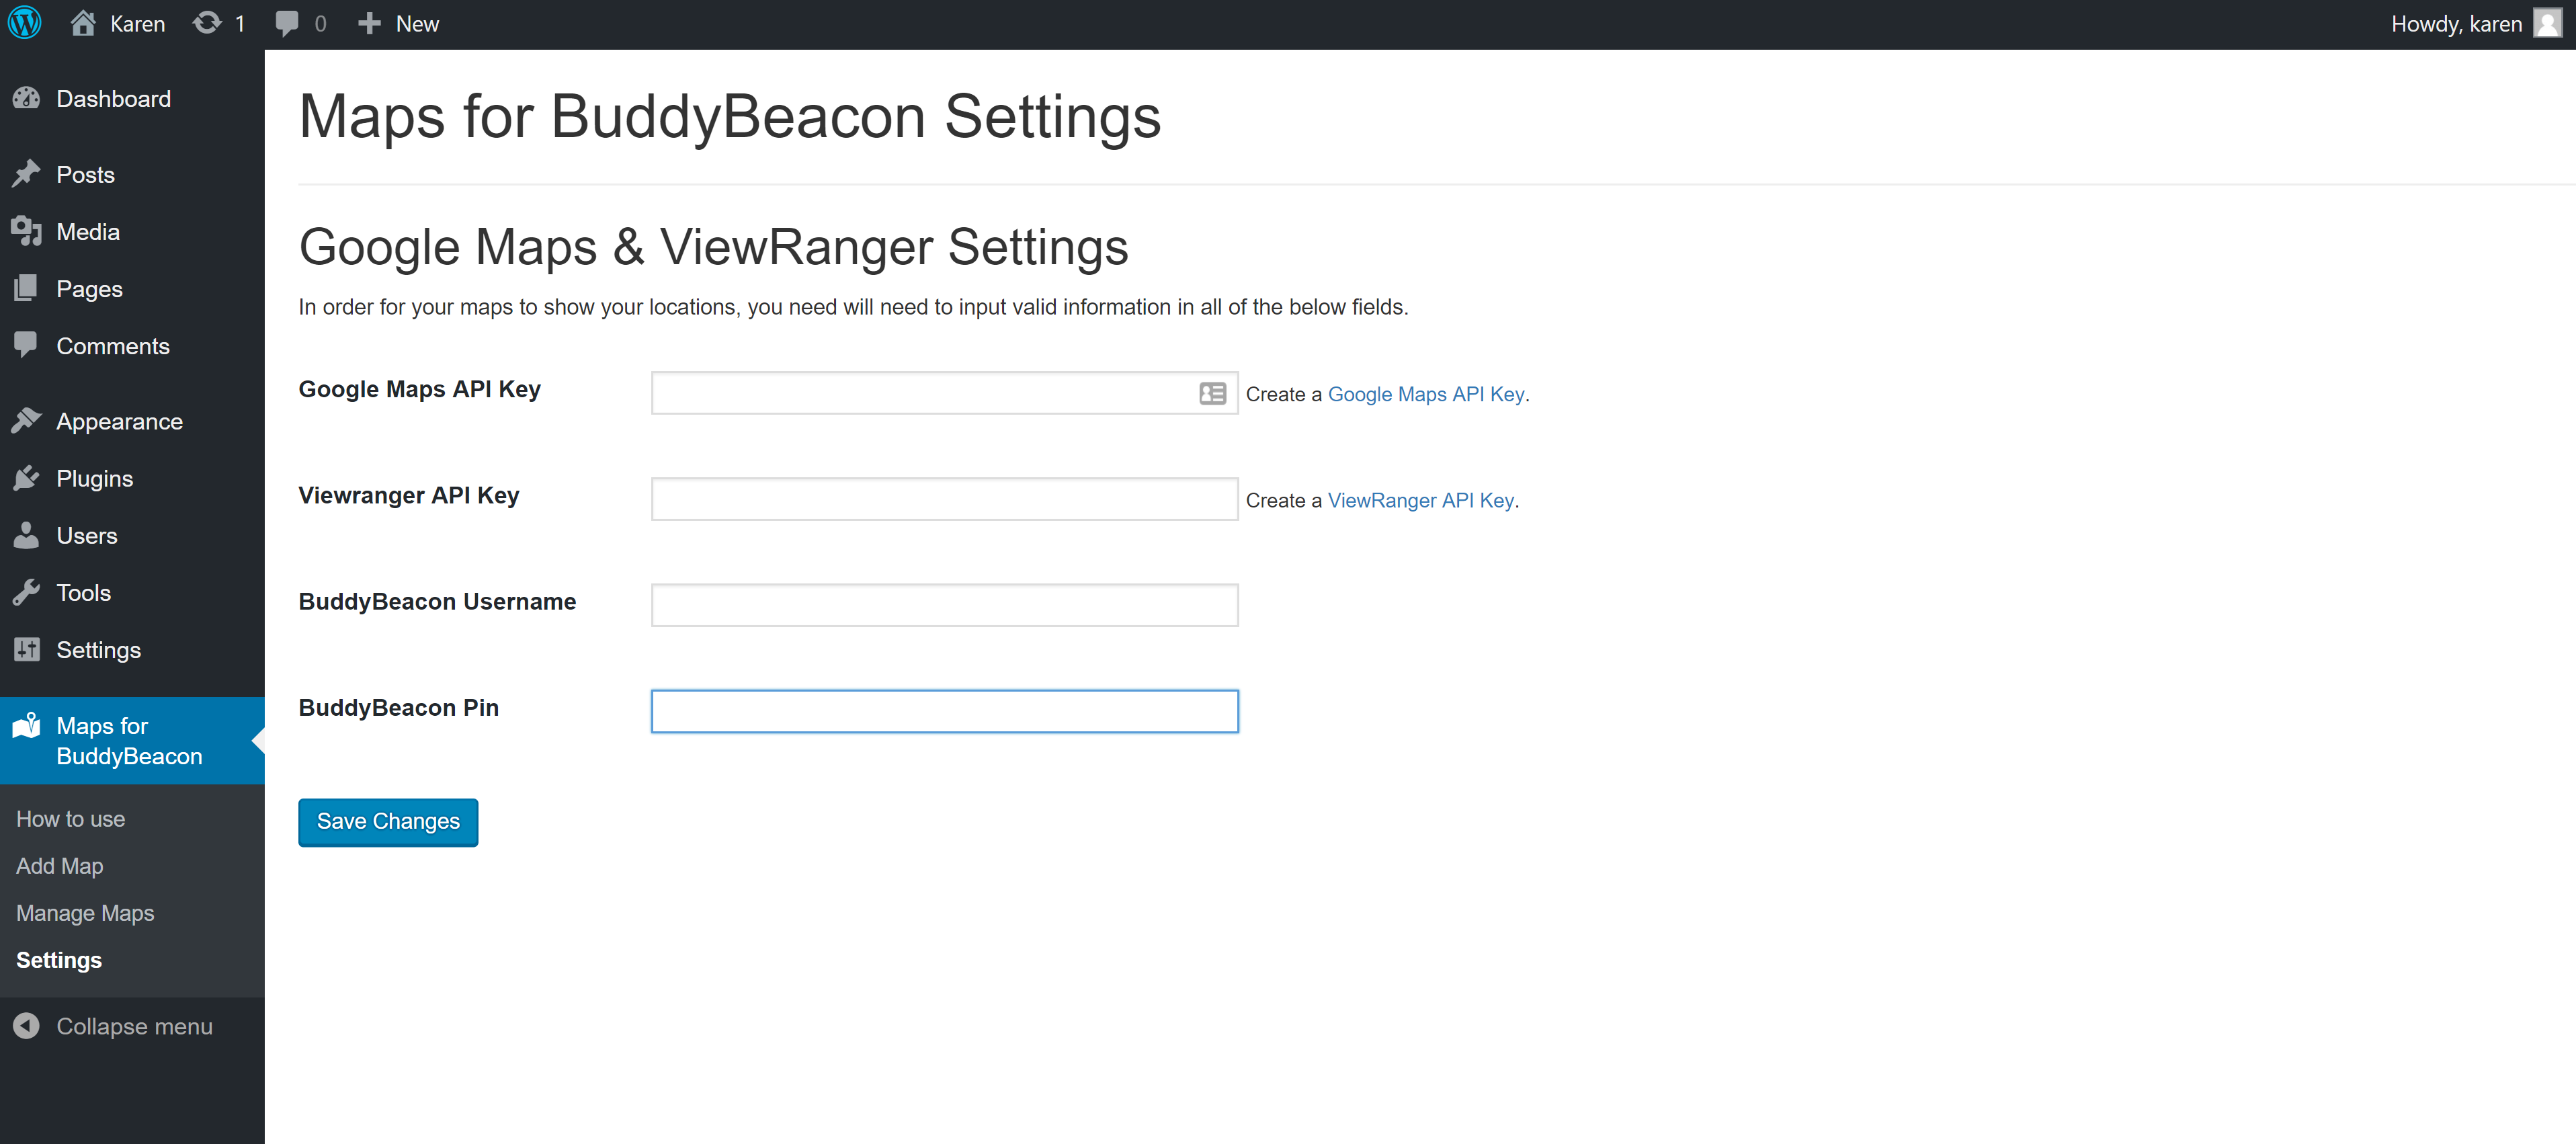 Karen 1 0 New Howdy, karen
Dashboard
Posts
Media
Pages
Comments
Appearance
Plugins
Users
Tools
Settings
Maps for
BuddyBeacon
How to use
Add Map
Manage Maps
Settings
Collapse menu
Maps for BuddyBeacon Settings
Google Maps & ViewRanger Settings
In order for your maps to show your locations, you need will need to input valid information in all of the below fields.
Google Maps API Key Create a Google Maps API Key.
Viewranger API Key Create a ViewRanger API Key.
BuddyBeacon Username
BuddyBeacon Pin
Save Changes